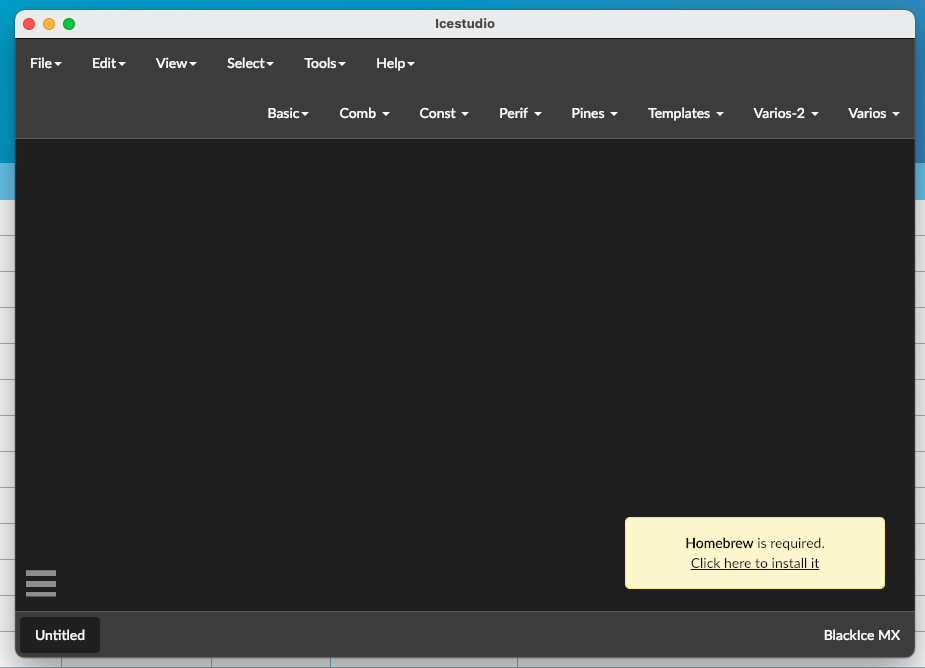 Icestudio
File Edit View Select Tools Help
Basic Comb Const Perif Pines Templates Varios-2 Varios
Homebrew is required.
Click here to install it
Untitled BlackIce MX